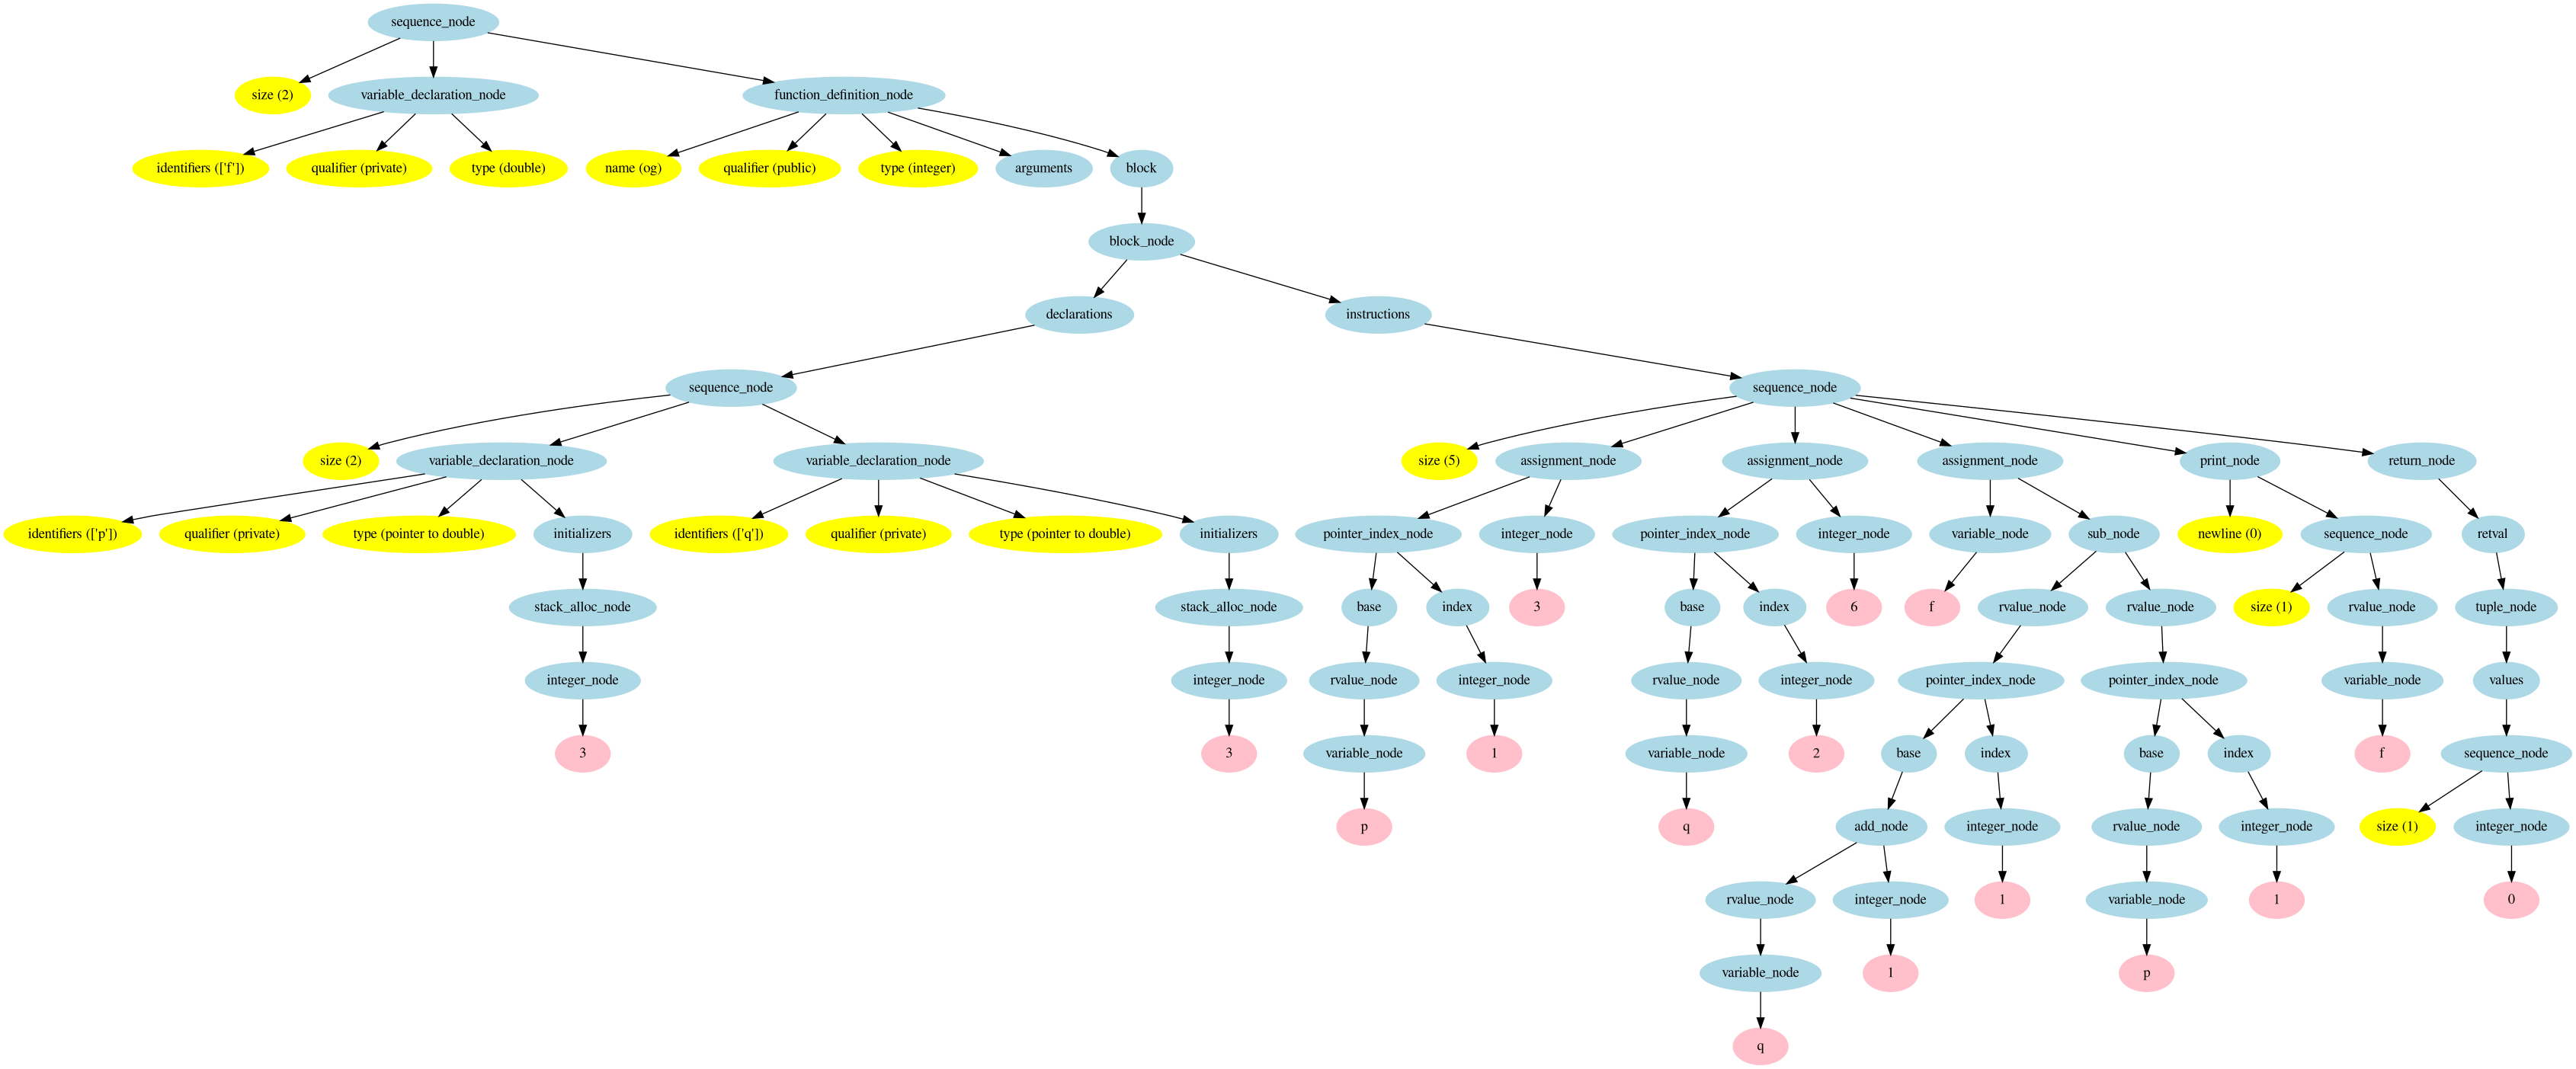 sequence_node
size (2)
variable_declaration_node
function_definition_node
identifiers (['f'])
qualifier (private)
type (double)
name (og)
qualifier (public)
type (integer)
arguments
block
block_node
declarations
instructions
sequence_node
sequence_node
size (2)
variable_declaration_node
variable_declaration_node
size (5)
assignment_node
assignment_node
assignment_node
print_node
return_node
identifiers (['p'])
qualifier (private)
type (pointer to double)
initializers
identifiers (['q'])
qualifier (private)
type (pointer to double)
initializers
pointer_index_node
integer_node
pointer_index_node
integer_node
variable_node
sub_node
newline (0)
sequence_node
retval
stack_alloc_node
stack_alloc_node
base
index
3
base
index
6
f
rvalue_node
rvalue_node
size (1)
rvalue_node
tuple_node
integer_node
integer_node
rvalue_node
integer_node
rvalue_node
integer_node
pointer_index_node
pointer_index_node
variable_node
values
3
3
variable_node
1
variable_node
2
base
index
base
index
f
sequence_node
p
q
add_node
integer_node
rvalue_node
integer_node
size (1)
integer_node
rvalue_node
integer_node
1
variable_node
1
0
variable_node
1
p
q